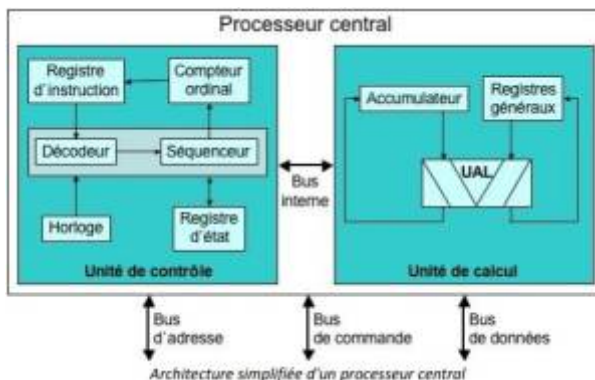 Processeur central
Registre
d'instruction
Compteur
ordinal
Décodeur
Séquenceur
Horloge
Registre
d'état
Unité de contrôle
Bus
interne
Accumulateur
Registres
généraux
UAL
Unité de calcul
Bus
d'adresse
Bus
de commande
Bus
de données
Architecture simplifiée d'un processeur central